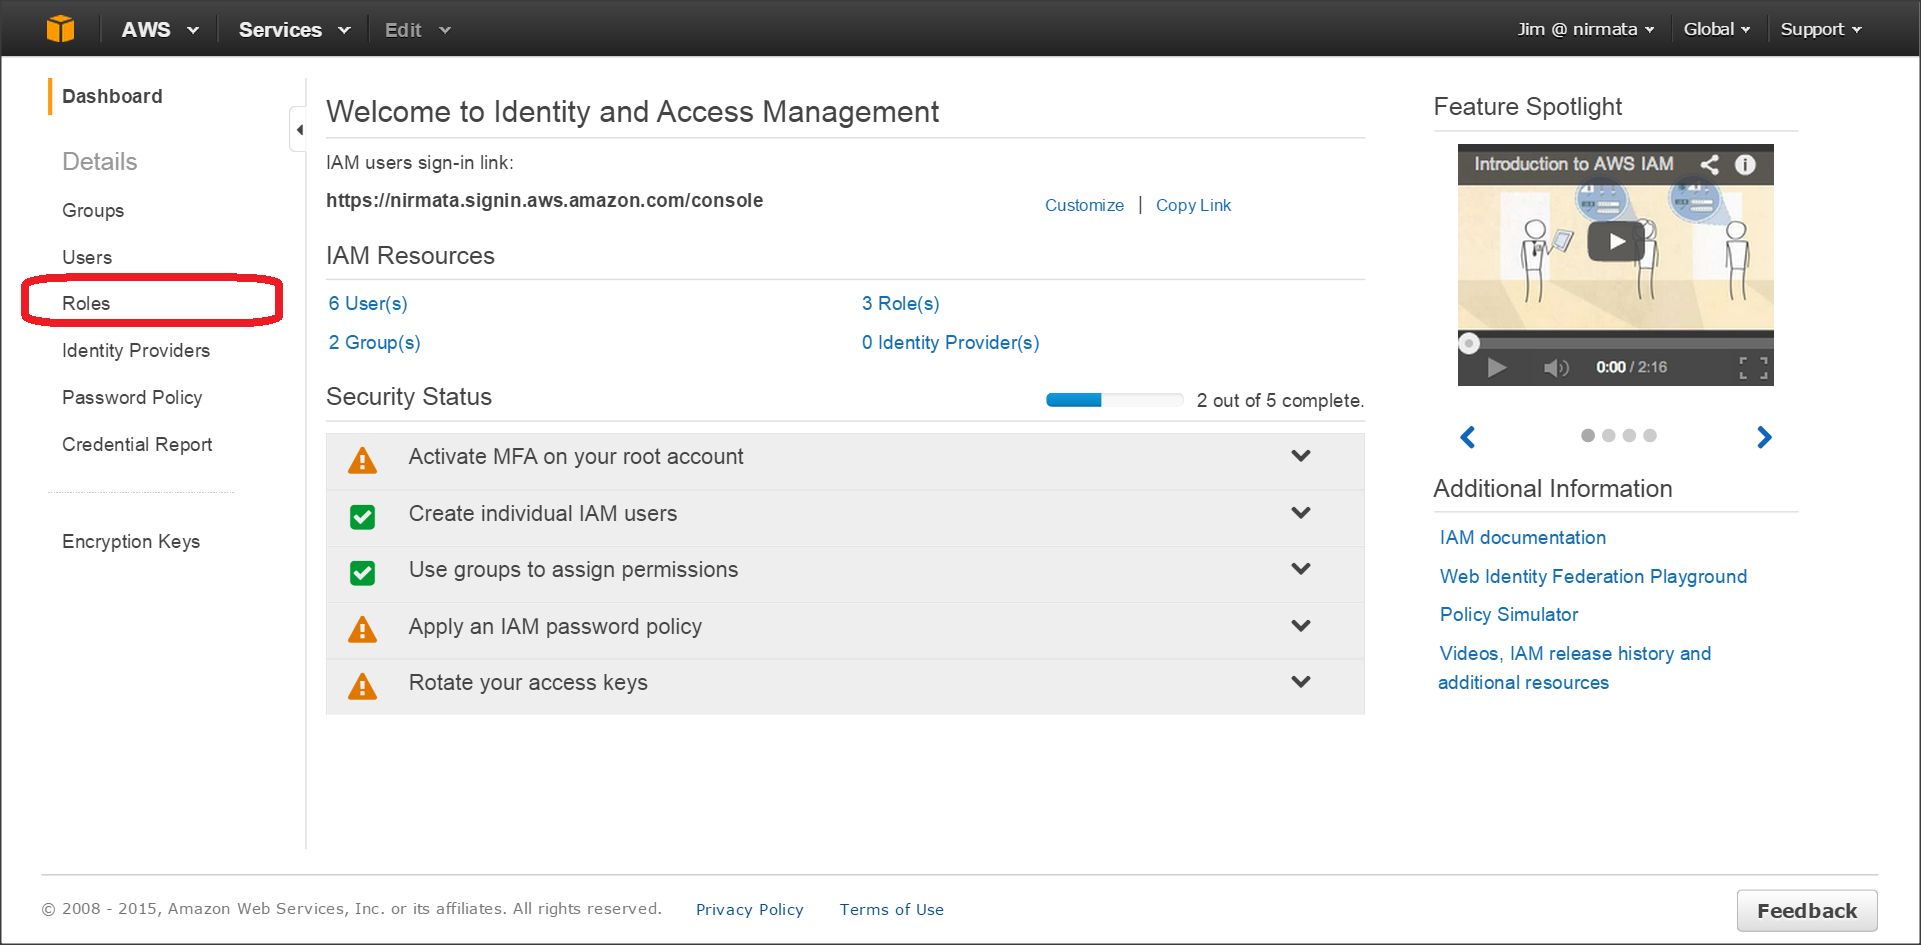 AWS Services Edit Jim @ nirmata Global Support
Dashboard
Details
Groups
Users
Roles
Identity Providers
Password Policy
Credential Report
Encryption Keys
Welcome to Identity and Access Management
IAM users sign-in link:
https://nirmata.signin.aws.amazon.com/console
Customize | Copy Link
IAM Resources
6 User(s) 3 Role(s)
2 Group(s) 0 Identity Provider(s)
Security Status 2 out of 5 complete.
Activate MFA on your root account
Create individual IAM users
Use groups to assign permissions
Apply an IAM password policy
Rotate your access keys
Feature Spotlight
Introduction to AWS IAM
0:00 / 2:16
Additional Information
IAM documentation
Web Identity Federation Playground
Policy Simulator
Videos, IAM release history and
additional resources
© 2008 - 2015, Amazon Web Services, Inc. or its affiliates. All rights reserved. Privacy Policy Terms of Use
Feedback